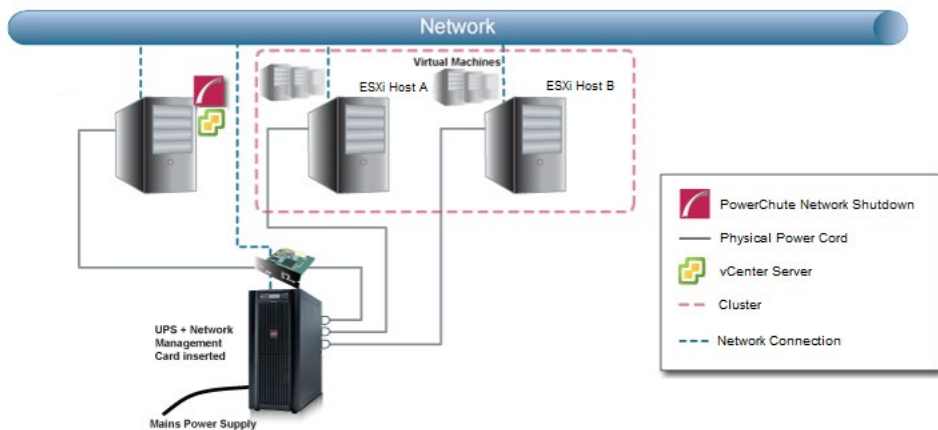 Network
Virtual Machines
ESXi Host A
ESXi Host B
PowerChute Network Shutdown
Physical Power Cord
vCenter Server
Cluster
Network Connection
UPS + Network
Management
Card inserted
Mains Power Supply